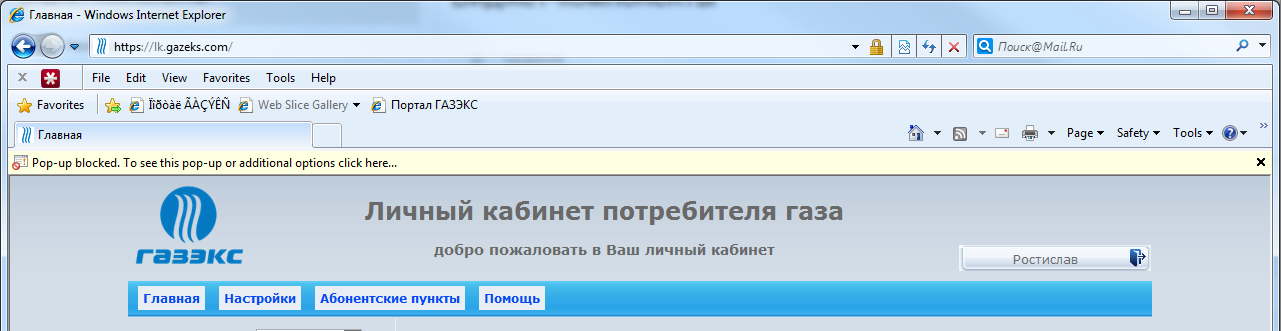 Главная - Windows Internet Explorer
https://lk.gazeks.com/
Поиск@Mail.Ru
File Edit View Favorites Tools Help
Favorites Ïîðòàë ÃÀÇÝÊÑ Web Slice Gallery Портал ГАЗЭКС
Главная Page Safety Tools
Pop-up blocked. To see this pop-up or additional options click here...
Личный кабинет потребителя газа
газэкс
добро пожаловать в Ваш личный кабинет
Ростислав
Главная Настройки Абонентские пункты Помощь